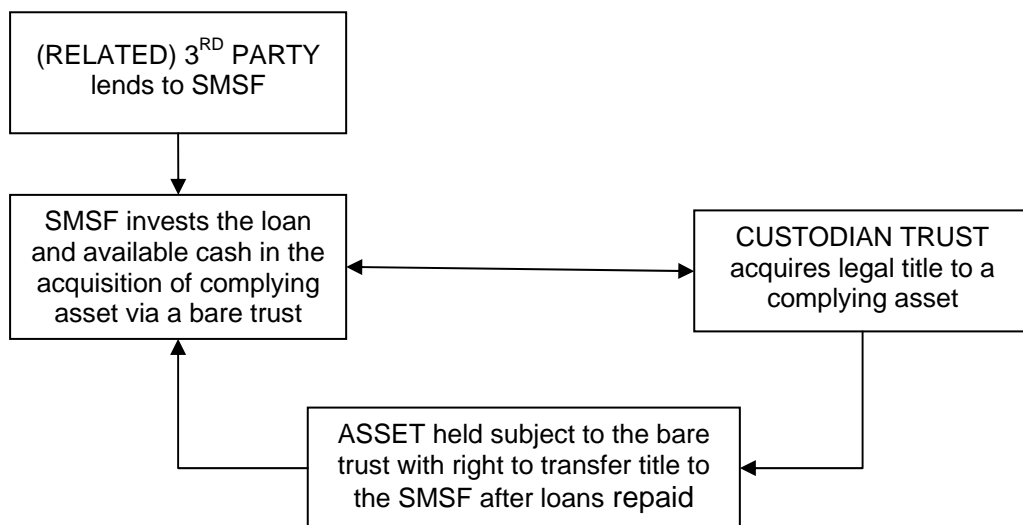 (RELATED) 3RD PARTY
lends to SMSF
SMSF invests the loan
and available cash in the
acquisition of complying
asset via a bare trust
CUSTODIAN TRUST
acquires legal title to a
complying asset
ASSET held subject to the bare
trust with right to transfer title to
the SMSF after loans repaid